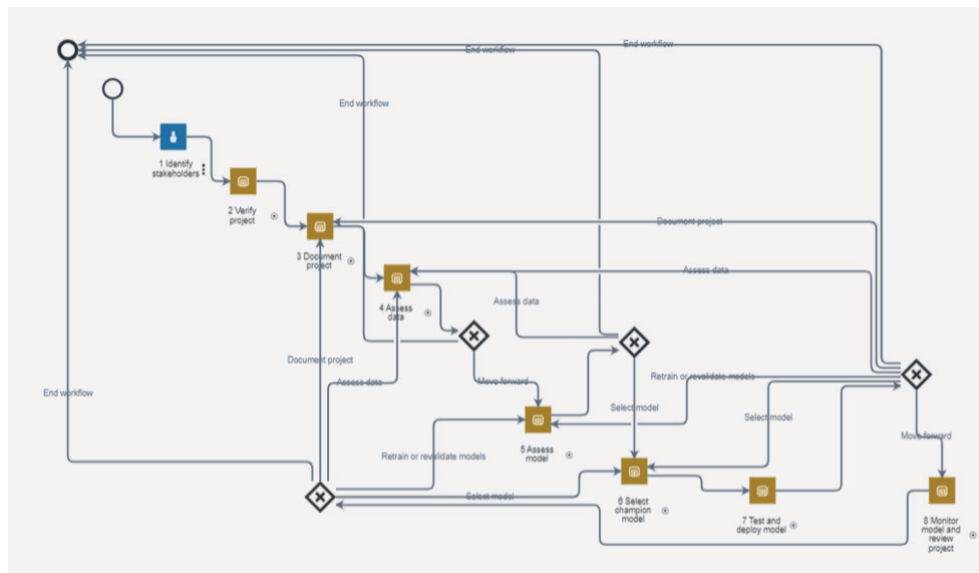 End workflow
End workflow
End workflow
1 Identify
stakeholders
2 Verify
project
Document project
3 Document
project
Assess data
4 Assess
data
Assess data
Document project
Assess data
Move forward
Retrain or revalidate models
End workflow
Select model
Select model
Move forward
5 Assess
model
Retrain or revalidate models
Select model
6 Select
champion
model
7 Test and
deploy model
8 Monitor
model and
review
project